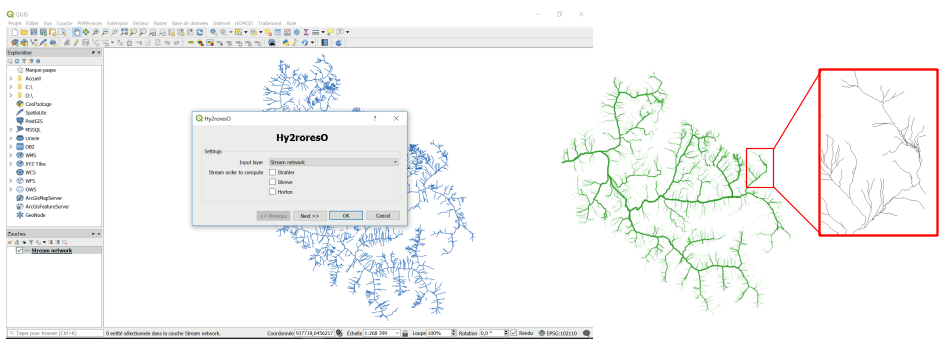 QGIS
Projet Éditer Vue Couche Préférences Extension Vecteur Raster Base de données Internet HCMGIS Traitement Aide
Explorateur
Marque-pages
Accueil
C:\
D:\
GeoPackage
SpatiaLite
PostGIS
MSSQL
Oracle
DB2
WMS
XYZ Tiles
WCS
WFS
OWS
ArcGisMapServer
ArcGisFeatureServer
GeoNode
Hy2roresO
?
Hy2roresO
Settings
Input layer Stream network
Stream order to compute Strahler
Shreve
Horton
<< Previous Next >> OK Cancel
Couches
Stream network
Taper pour trouver (Ctrl+K)
0 entité sélectionnée dans la couche Stream network.
Coordonnée 937718,6456217 Échelle 1:268 399 Loupe 100% Rotation 0,0 ° Rendu EPSG:102110